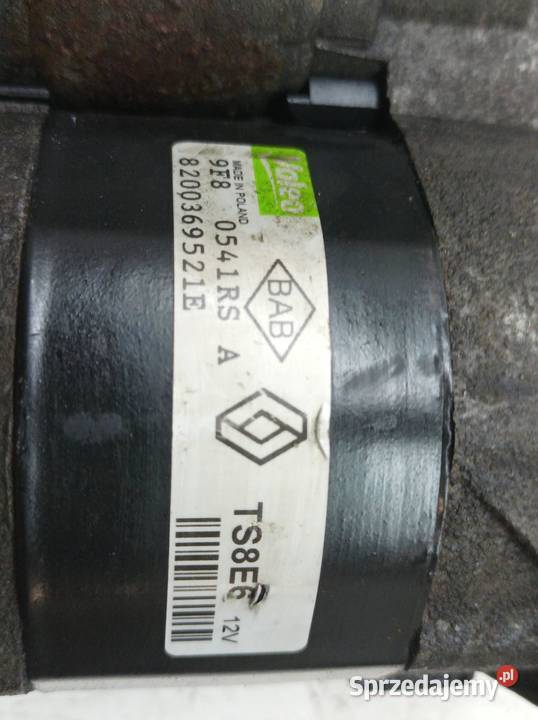 Valeo
MADE IN POLAND
BAB
TS8E6
12V
9F8 0541RS A
8200369521E
Sprzedajemy.pl